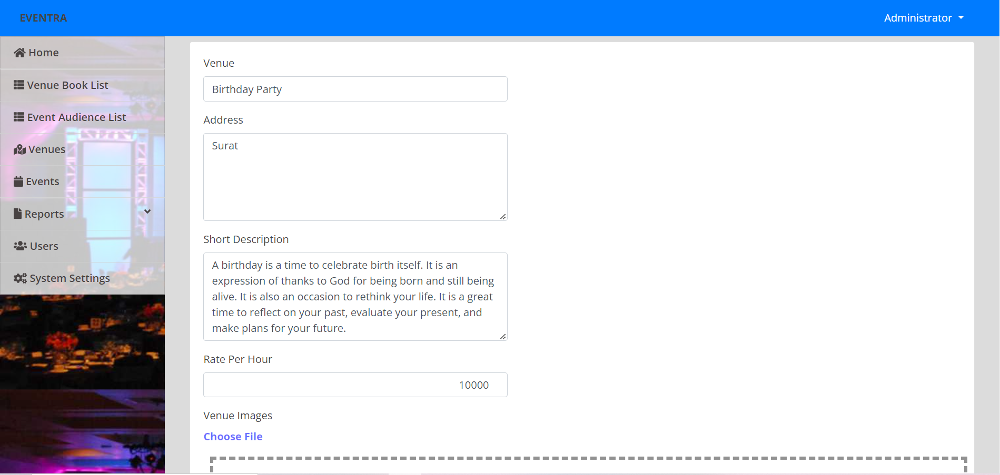 EVENTRA
Administrator
Home
Venue Book List
Event Audience List
Venues
Events
Reports
Users
System Settings
Venue
Birthday Party
Address
Surat
Short Description
A birthday is a time to celebrate birth itself. It is an
expression of thanks to God for being born and still being
alive. It is also an occasion to rethink your life. It is a great
time to reflect on your past, evaluate your present, and
make plans for your future.
Rate Per Hour
10000
Venue Images
Choose File